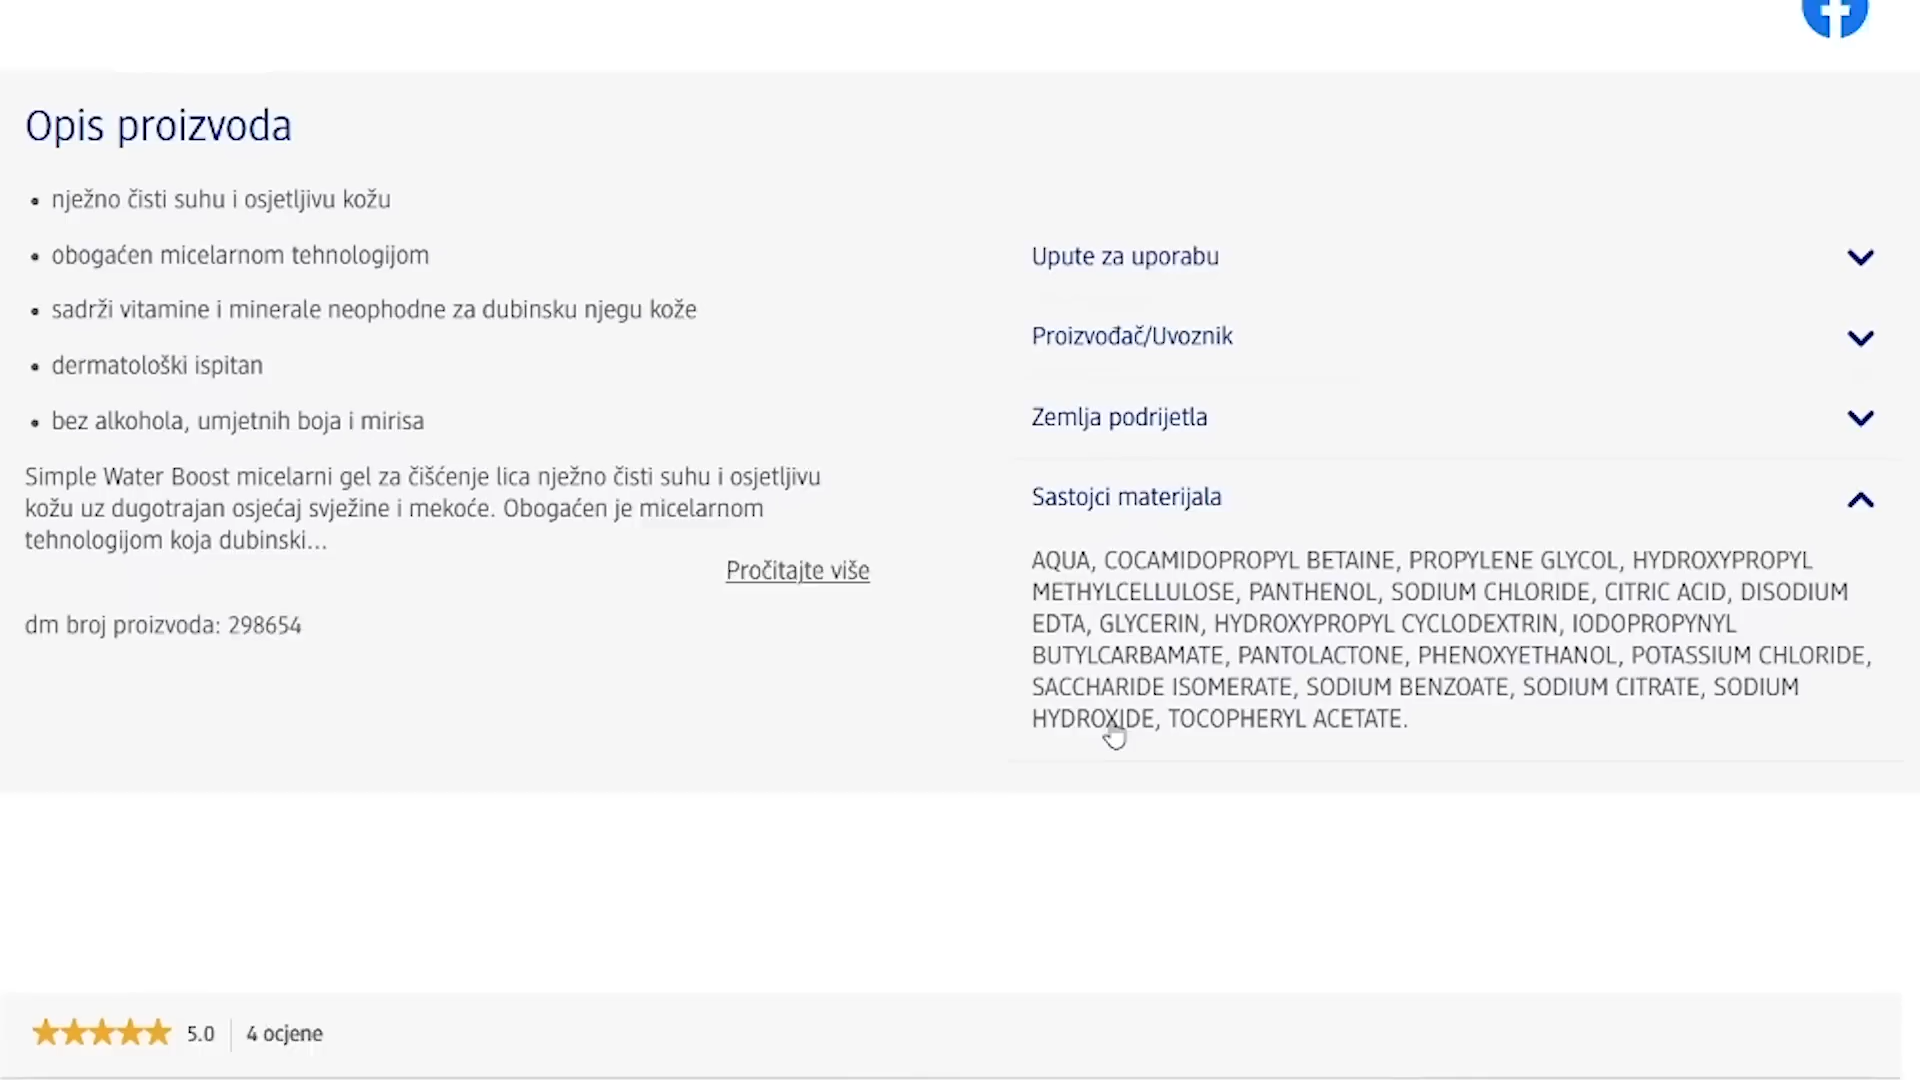 Opis proizvoda
• nježno čisti suhu i osjetljivu kožu
• obogaćen micelarnom tehnologijom
• sadrži vitamine i minerale neophodne za dubinsku njegu kože
• dermatološki ispitan
• bez alkohola, umjetnih boja i mirisa
Simple Water Boost micelarni gel za čišćenje lica nježno čisti suhu i osjetljivu
kožu uz dugotrajan osjećaj svježine i mekoće. Obogaćen je micelarnom
tehnologijom koja dubinski...
Pročitajte više
dm broj proizvoda: 298654
Upute za uporabu
Proizvođač/Uvoznik
Zemlja podrijetla
Sastojci materijala
AQUA, COCAMIDOPROPYL BETAINE, PROPYLENE GLYCOL, HYDROXYPROPYL
METHYLCELLULOSE, PANTHENOL, SODIUM CHLORIDE, CITRIC ACID, DISODIUM
EDTA, GLYCERIN, HYDROXYPROPYL CYCLODEXTRIN, IODOPROPYNYL
BUTYLCARBAMATE, PANTOLACTONE, PHENOXYETHANOL, POTASSIUM CHLORIDE,
SACCHARIDE ISOMERATE, SODIUM BENZOATE, SODIUM CITRATE, SODIUM
HYDROXIDE, TOCOPHERYL ACETATE.
5.0 4 ocjene